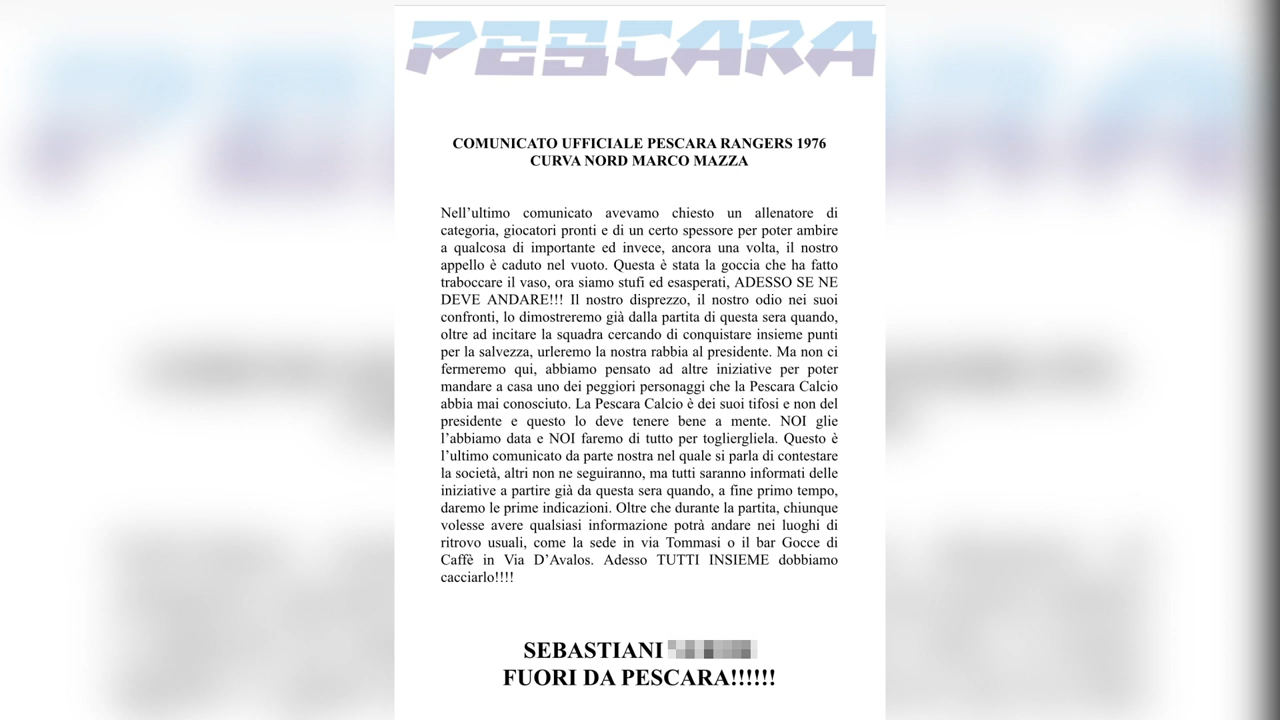 PESCARA
COMUNICATO UFFICIALE PESCARA RANGERS 1976
CURVA NORD MARCO MAZZA
Nell'ultimo comunicato avevamo chiesto un allenatore di
categoria, giocatori pronti e di un certo spessore per poter ambire
a qualcosa di importante ed invece, ancora una volta, il nostro
appello è caduto nel vuoto. Questa è stata la goccia che ha fatto
traboccare il vaso, ora siamo stufi ed esasperati, ADESSO SE NE
DEVE ANDARE!!! Il nostro disprezzo, il nostro odio nei suoi
confronti, lo dimostreremo già dalla partita di questa sera quando,
oltre ad incitare la squadra cercando di conquistare insieme punti
per la salvezza, urleremo la nostra rabbia al presidente. Ma non ci
fermeremo qui, abbiamo pensato ad altre iniziative per poter
mandare a casa uno dei peggiori personaggi che la Pescara Calcio
abbia mai conosciuto. La Pescara Calcio è dei suoi tifosi e non del
presidente e questo lo deve tenere bene a mente. NOI glie
l'abbiamo data e NOI faremo di tutto per togliergliela. Questo è
l'ultimo comunicato da parte nostra nel quale si parla di contestare
la società, altri non ne seguiranno, ma tutti saranno informati delle
iniziative a partire già da questa sera quando, a fine primo tempo,
daremo le prime indicazioni. Oltre che durante la partita, chiunque
volesse avere qualsiasi informazione potrà andare nei luoghi di
ritrovo usuali, come la sede in via Tommasi o il bar Gocce di
Caffè in Via D'Avalos. Adesso TUTTI INSIEME dobbiamo
cacciarlo!!!!
SEBASTIANI
FUORI DA PESCARA!!!!!!